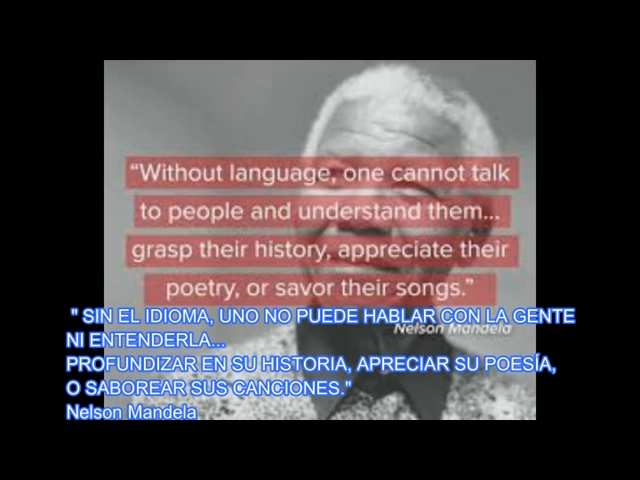 “Without language, one cannot talk
to people and understand them...
grasp their history, appreciate their
poetry, or savor their songs.”
Nelson Mandela
" SIN EL IDIOMA, UNO NO PUEDE HABLAR CON LA GENTE
NI ENTENDERLA...
PROFUNDIZAR EN SU HISTORIA, APRECIAR SU POESÍA,
O SABOREAR SUS CANCIONES."
Nelson Mandela